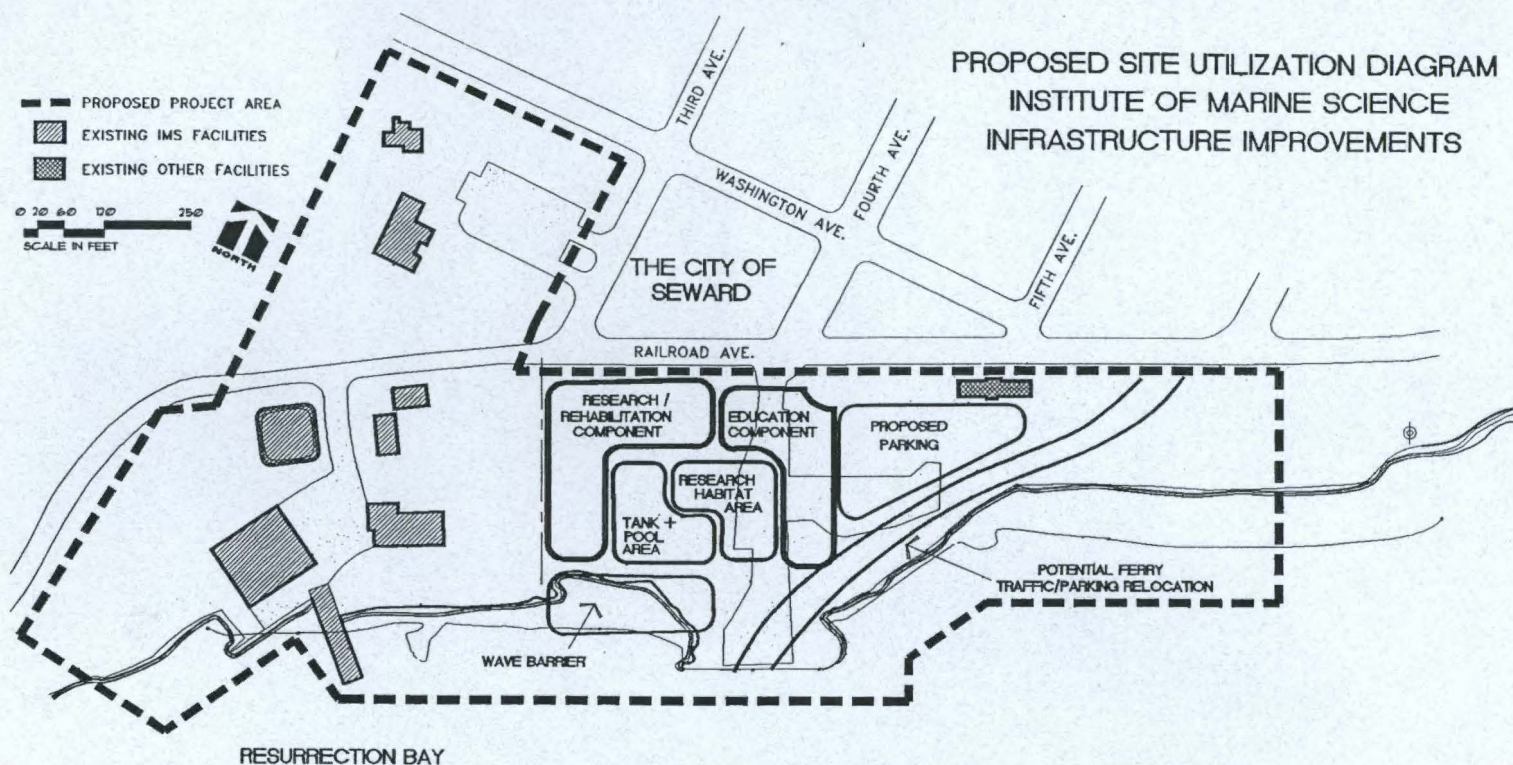 PROPOSED SITE UTILIZATION DIAGRAM
INSTITUTE OF MARINE SCIENCE
INFRASTRUCTURE IMPROVEMENTS
PROPOSED PROJECT AREA
EXISTING IMS FACILITIES
EXISTING OTHER FACILITIES
0 20 60 120 250
SCALE IN FEET
NORTH
THIRD AVE.
WASHINGTON AVE.
FOURTH AVE.
FIFTH AVE.
THE CITY OF
SEWARD
RAILROAD AVE.
RESEARCH /
REHABILITATION
COMPONENT
EDUCATION
COMPONENT
PROPOSED
PARKING
RESEARCH
HABITAT
AREA
TANK +
POOL
AREA
POTENTIAL FERRY
TRAFFIC/PARKING RELOCATION
WAVE BARRIER
RESURRECTION BAY